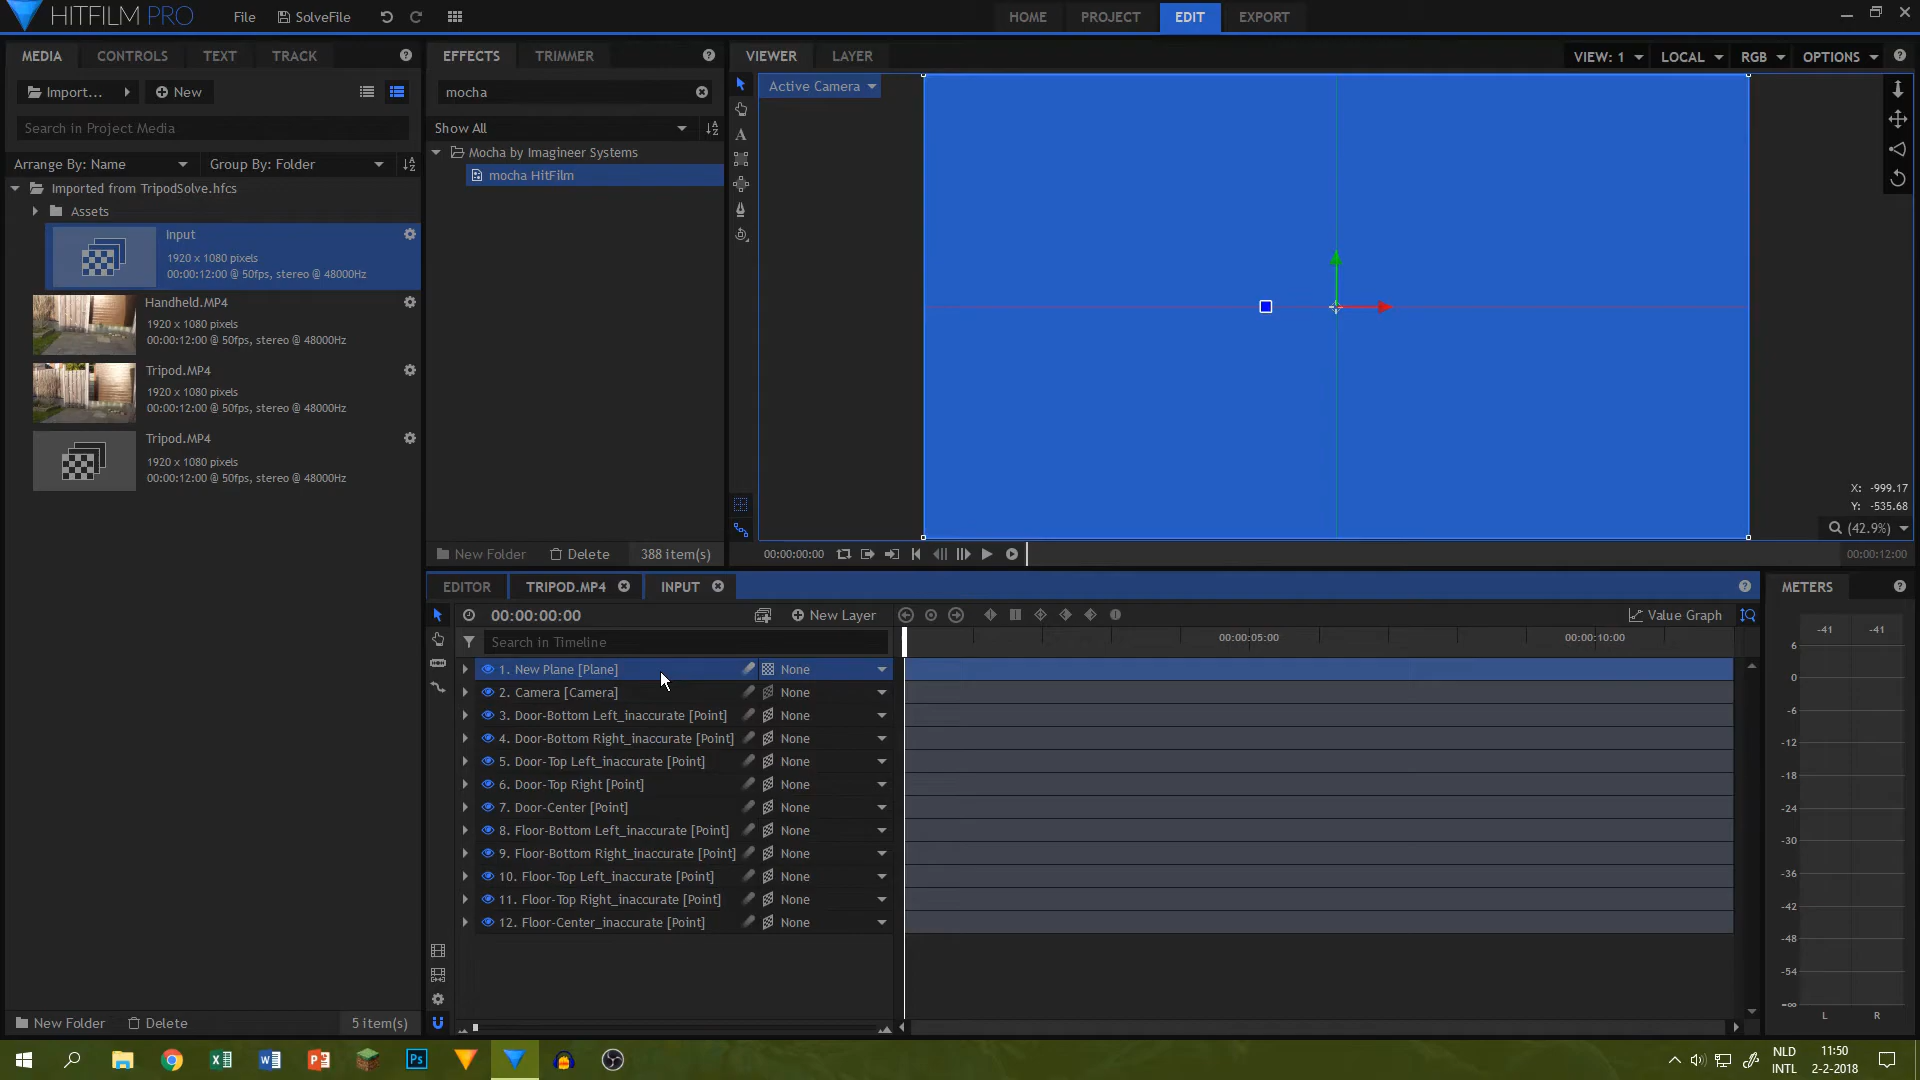 HITFILM PRO
File
SolveFile
HOME
PROJECT
EDIT
EXPORT
MEDIA
CONTROLS
TEXT
TRACK
Import...
New
Search in Project Media
Arrange By: Name
Group By: Folder
Imported from TripodSolve.hfcs
Assets
Input
1920 x 1080 pixels
00:00:12:00 @ 50fps, stereo @ 48000Hz
Handheld.MP4
1920 x 1080 pixels
00:00:12:00 @ 50fps, stereo @ 48000Hz
Tripod.MP4
1920 x 1080 pixels
00:00:12:00 @ 50fps, stereo @ 48000Hz
Tripod.MP4
1920 x 1080 pixels
00:00:12:00 @ 50fps, stereo @ 48000Hz
New Folder
Delete
5 item(s)
EFFECTS
TRIMMER
mocha
Show All
Mocha by Imagineer Systems
mocha HitFilm
New Folder
Delete
388 item(s)
VIEWER
LAYER
VIEW: 1
LOCAL
RGB
OPTIONS
Active Camera
X: -999.17
Y: -535.68
(42.9%)
00:00:00:00
00:00:12:00
EDITOR
TRIPOD.MP4
INPUT
00:00:00:00
New Layer
Value Graph
Search in Timeline
00:00:05:00
00:00:10:00
1. New Plane [Plane] None
2. Camera [Camera] None
3. Door-Bottom Left_inaccurate [Point] None
4. Door-Bottom Right_inaccurate [Point] None
5. Door-Top Left_inaccurate [Point] None
6. Door-Top Right [Point] None
7. Door-Center [Point] None
8. Floor-Bottom Left_inaccurate [Point] None
9. Floor-Bottom Right_inaccurate [Point] None
10. Floor-Top Left_inaccurate [Point] None
11. Floor-Top Right_inaccurate [Point] None
12. Floor-Center_inaccurate [Point] None
METERS
-41 -41
6
0
-6
-12
-18
-24
-30
-36
-42
-48
-54
-∞
L R
Ps
NLD
INTL
11:50
2-2-2018